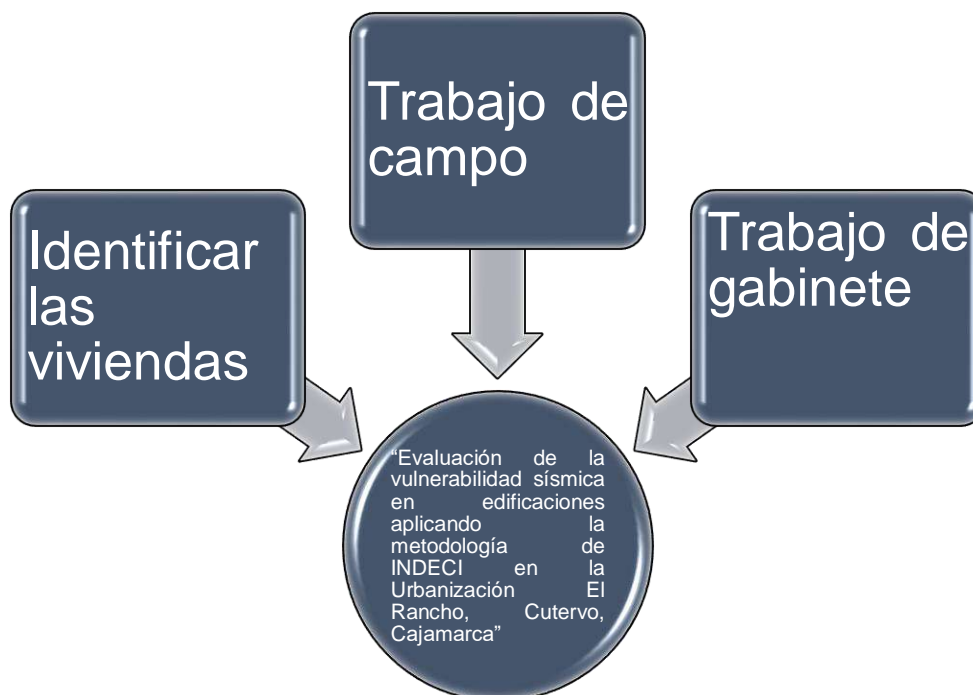 Identificar
las
viviendas
Trabajo de
campo
Trabajo de
gabinete
“Evaluación de la
vulnerabilidad sísmica
en edificaciones
aplicando la
metodología de
INDECI en la
Urbanización El
Rancho, Cutervo,
Cajamarca”